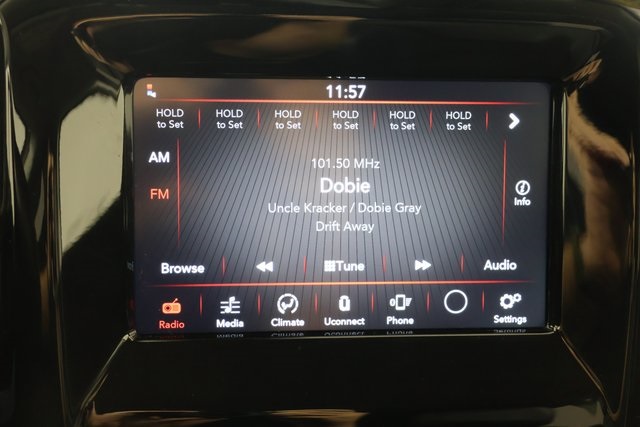 11:57
HOLD to Set HOLD to Set HOLD to Set HOLD to Set HOLD to Set HOLD to Set
AM
101.50 MHz
Dobie
FM
Info
Uncle Kracker / Dobie Gray
Drift Away
Browse Tune Audio
Radio Media Climate Uconnect Phone Settings